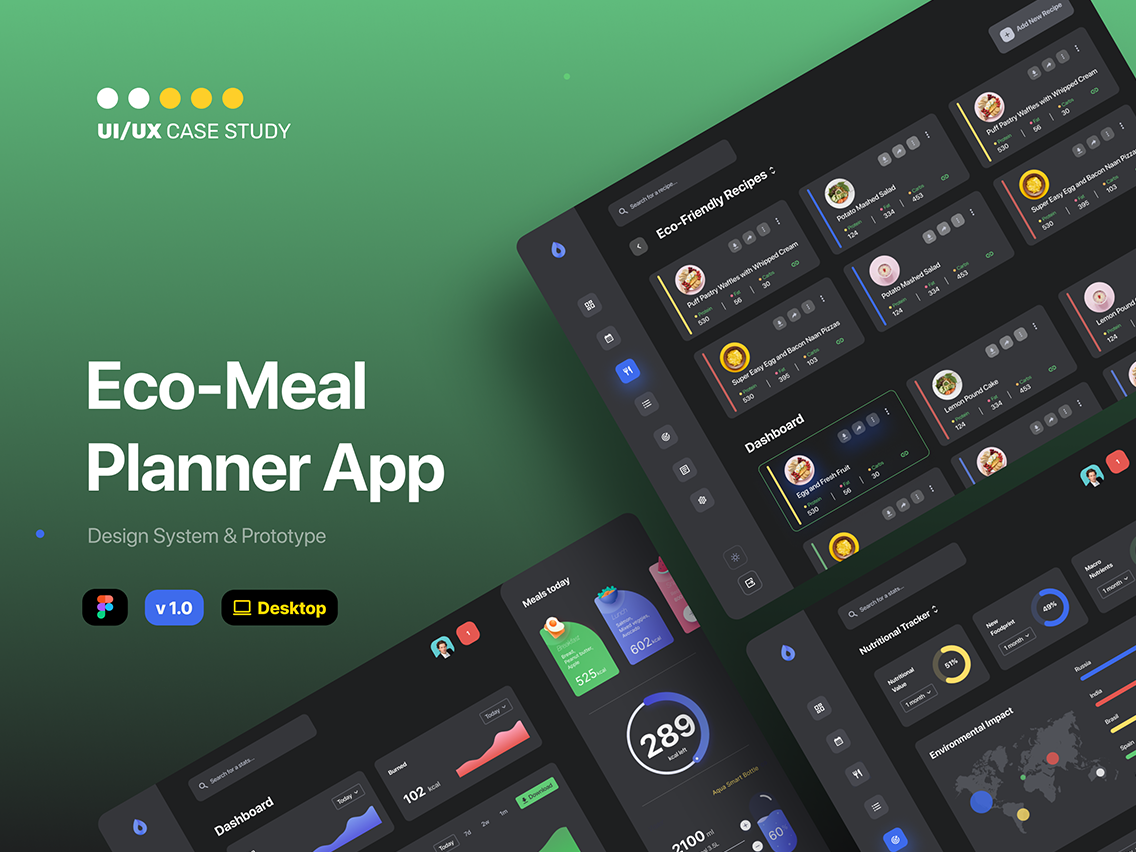 UI/UX CASE STUDY
Eco-Meal
Planner App
Design System & Prototype
v 1.0
Desktop
Add New Recipe
Search for a recipe...
Eco-Friendly Recipes
Puff Pastry Waffles with Whipped Cream
Protein Fat Carbs
530 | 56 | 30
Potato Mashed Salad
Protein Fat Carbs
124 | 334 | 453
Puff Pastry Waffles with Whipped Cream
Protein Fat Carbs
530 | 56 | 30
Super Easy Egg and Bacon Naan Pizzas
Protein Fat Carbs
530 | 395 | 103
Potato Mashed Salad
Protein Fat Carbs
124 | 334 | 453
Super Easy Egg and Bacon Naan Pizzas
Protein Fat Carbs
530 | 395 | 103
Dashboard
Egg and Fresh Fruit
Protein Fat Carbs
530 | 56 | 30
Lemon Pound Cake
Protein Fat Carbs
124 | 334 | 453
Lemon Pound
Protein
124
Meals today
Breakfast
Bread,
Peanut butter,
Apple
525 kcal
Lunch
Salmon,
Mixed veggies,
Avocado
602 kcal
289
kcal left
Aqua Smart Bottle
2100 ml
3.5L
60
1
Search for a stats...
Dashboard
Today
Burned
102 kcal
Today
Today
7d
2w
1m
Download
1
Search for a stats...
Nutritional Tracker
Nutritional
Value
1 month
51%
New
Foodprint
1 month
49%
Macro
Nutrients
1 month
Environmental Impact
Russia
India
Brasil
Spain